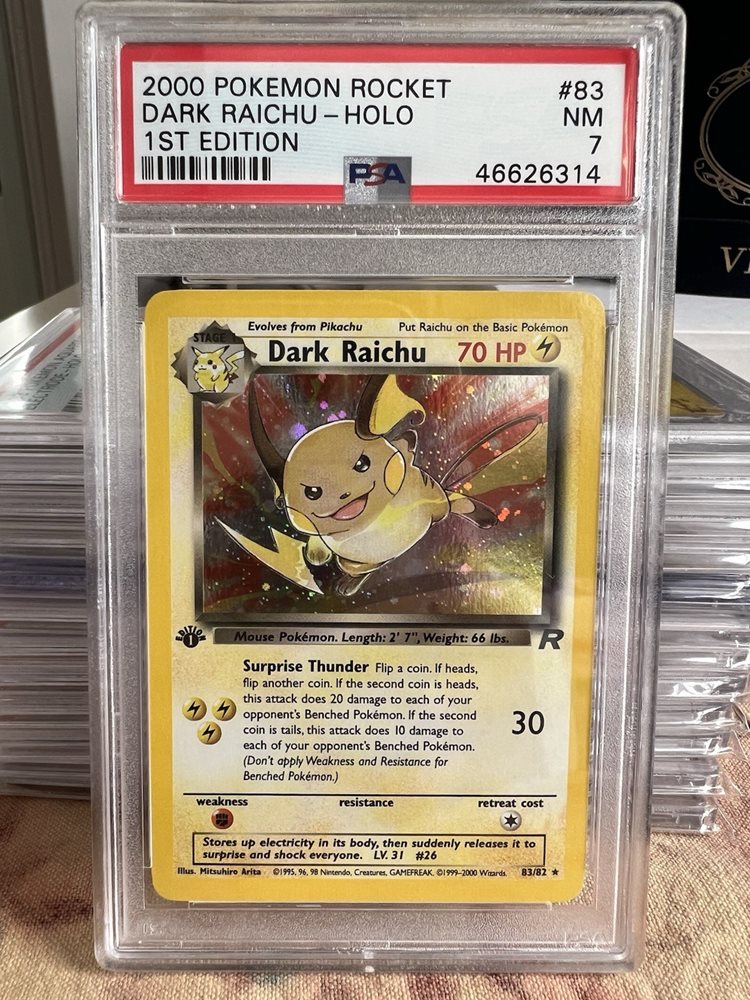 2000 POKEMON ROCKET #83
DARK RAICHU - HOLO NM
1ST EDITION 7
PSA 46626314
Evolves from Pikachu Put Raichu on the Basic Pokémon
STAGE 1
Dark Raichu 70 HP
EDITION 1
Mouse Pokémon. Length: 2' 7", Weight: 66 lbs.
R
Surprise Thunder Flip a coin. If heads,
flip another coin. If the second coin is heads,
this attack does 20 damage to each of your
opponent's Benched Pokémon. If the second
coin is tails, this attack does 10 damage to
each of your opponent's Benched Pokémon.
(Don't apply Weakness and Resistance for
Benched Pokémon.)
30
weakness resistance retreat cost
Stores up electricity in its body, then suddenly releases it to
surprise and shock everyone. LV. 31 #26
Illus. Mitsuhiro Arita ©1995, 96, 98 Nintendo, Creatures, GAMEFREAK. ©1999-2000 Wizards. 83/82 ★